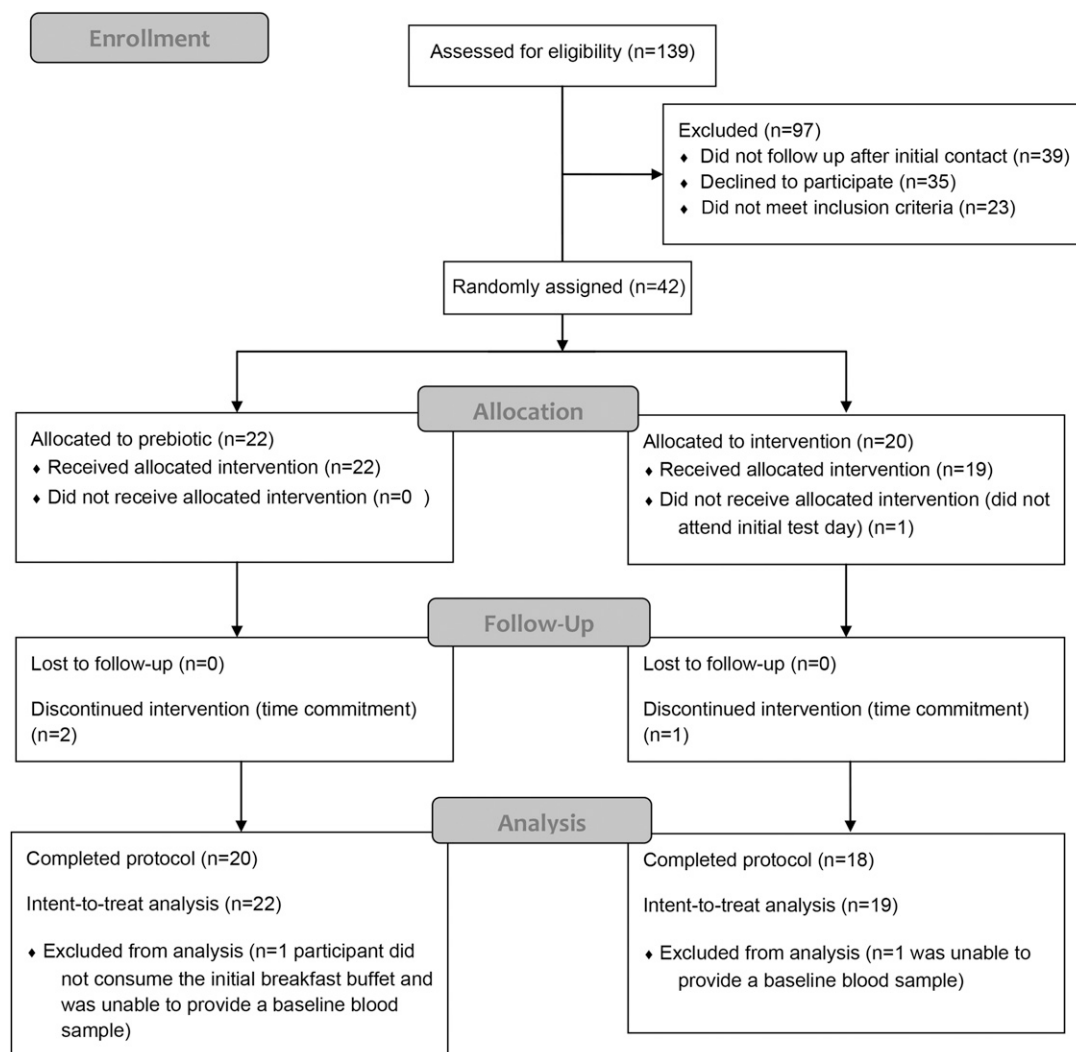 Enrollment
Assessed for eligibility (n=139)
Excluded (n=97)
♦ Did not follow up after initial contact (n=39)
♦ Declined to participate (n=35)
♦ Did not meet inclusion criteria (n=23)
Randomly assigned (n=42)
Allocation
Allocated to prebiotic (n=22)
♦ Received allocated intervention (n=22)
♦ Did not receive allocated intervention (n=0 )
Allocated to intervention (n=20)
♦ Received allocated intervention (n=19)
♦ Did not receive allocated intervention (did not
attend initial test day) (n=1)
Follow-Up
Lost to follow-up (n=0)
Discontinued intervention (time commitment)
(n=2)
Lost to follow-up (n=0)
Discontinued intervention (time commitment)
(n=1)
Analysis
Completed protocol (n=20)
Intent-to-treat analysis (n=22)
♦ Excluded from analysis (n=1 participant did
not consume the initial breakfast buffet and
was unable to provide a baseline blood
sample)
Completed protocol (n=18)
Intent-to-treat analysis (n=19)
♦ Excluded from analysis (n=1 was unable to
provide a baseline blood sample)